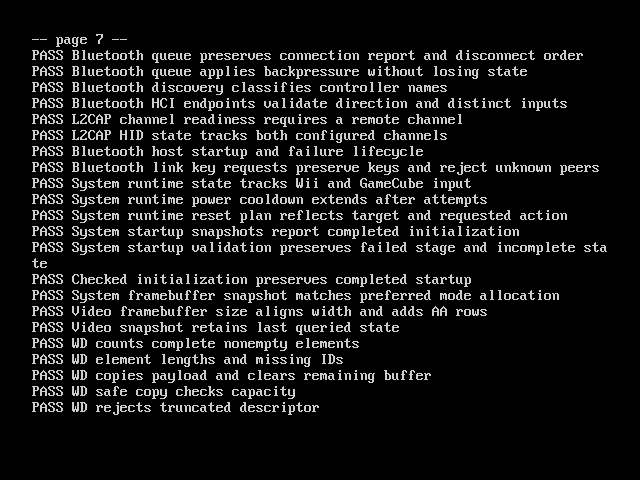 -- page 7 --
PASS Bluetooth queue preserves connection report and disconnect order
PASS Bluetooth queue applies backpressure without losing state
PASS Bluetooth discovery classifies controller names
PASS Bluetooth HCI endpoints validate direction and distinct inputs
PASS L2CAP channel readiness requires a remote channel
PASS L2CAP HID state tracks both configured channels
PASS Bluetooth host startup and failure lifecycle
PASS Bluetooth link key requests preserve keys and reject unknown peers
PASS System runtime state tracks Wii and GameCube input
PASS System runtime power cooldown extends after attempts
PASS System runtime reset plan reflects target and requested action
PASS System startup snapshots report completed initialization
PASS System startup validation preserves failed stage and incomplete sta
te
PASS Checked initialization preserves completed startup
PASS System framebuffer snapshot matches preferred mode allocation
PASS Video framebuffer size aligns width and adds AA rows
PASS Video snapshot retains last queried state
PASS WD counts complete nonempty elements
PASS WD element lengths and missing IDs
PASS WD copies payload and clears remaining buffer
PASS WD safe copy checks capacity
PASS WD rejects truncated descriptor